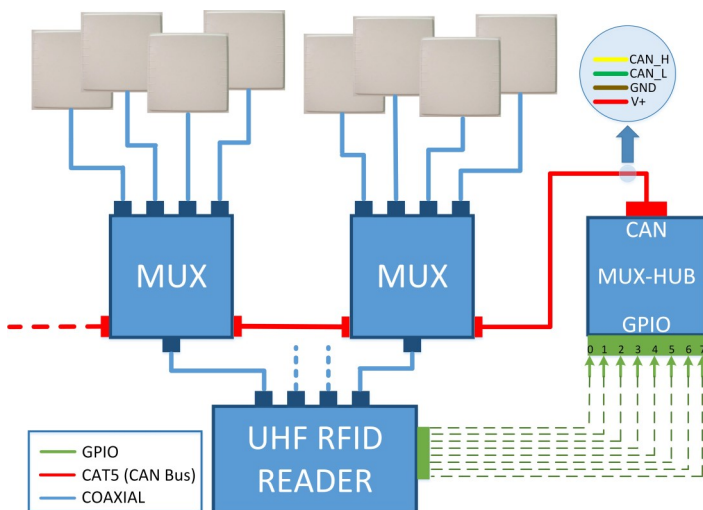 CAN_H
CAN_L
GND
V+
MUX
MUX
CAN
MUX-HUB
GPIO
0 1 2 3 4 5 6 7
UHF RFID
READER
GPIO
CAT5 (CAN Bus)
COAXIAL